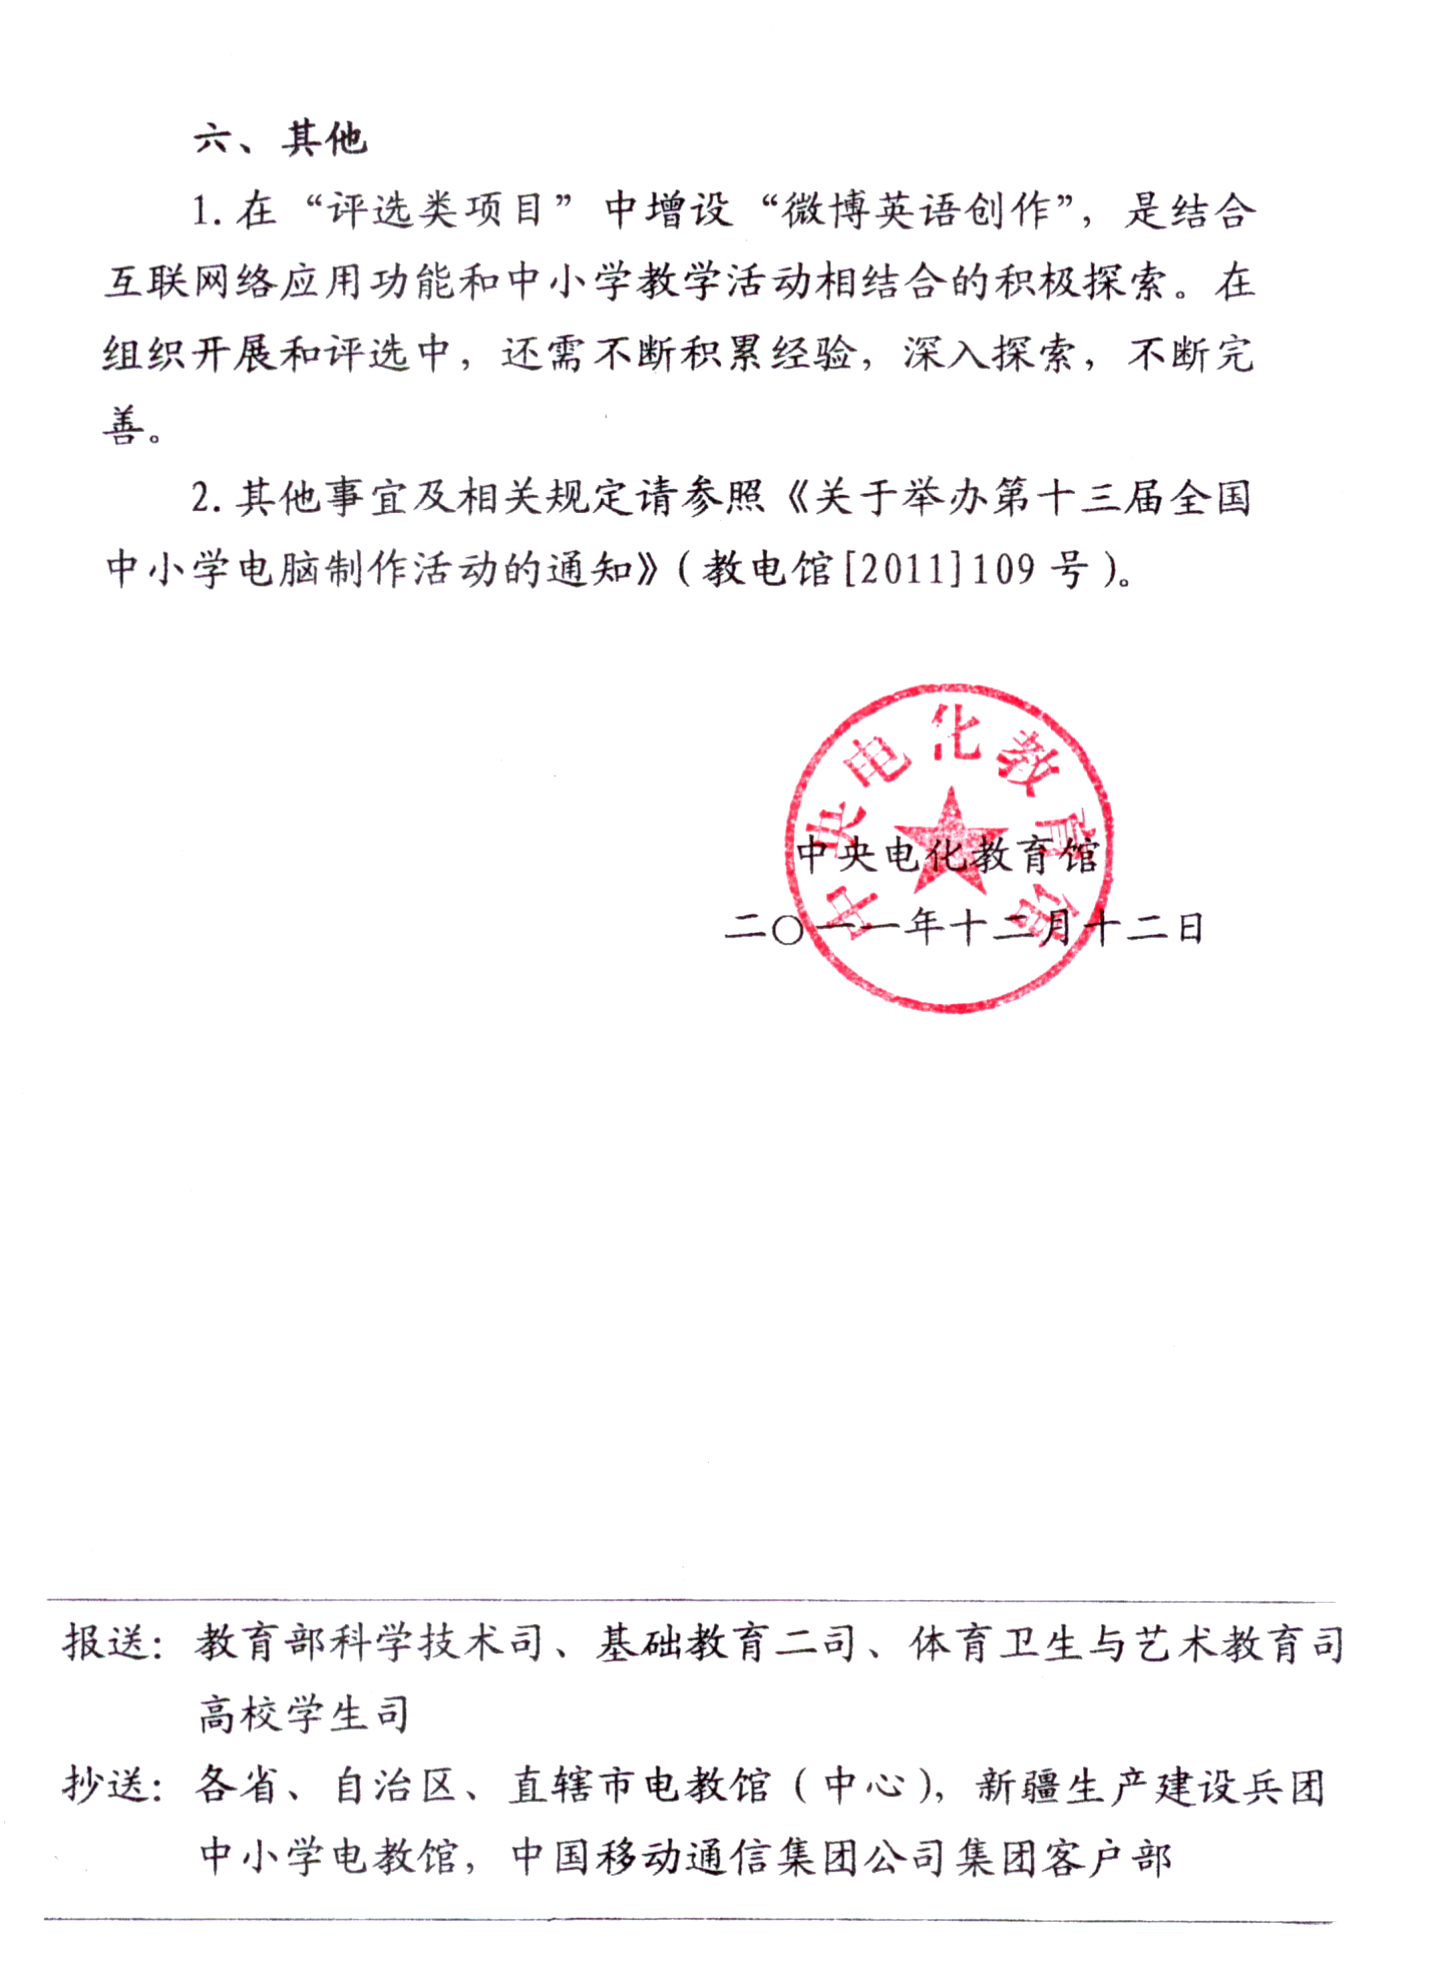 六、其他
1. 在“评选类项目”中增设“微博英语创作”，是结合
互联网络应用功能和中小学教学活动相结合的积极探索。在
组织开展和评选中，还需不断积累经验，深入探索，不断完
善。
2. 其他事宜及相关规定请参照《关于举办第十三届全国
中小学电脑制作活动的通知》（教电馆[2011]109号）。
中央电化教育馆
中央电化教育馆
二〇一一年十二月十二日
报送：教育部科学技术司、基础教育二司、体育卫生与艺术教育司
高校学生司
抄送：各省、自治区、直辖市电教馆（中心），新疆生产建设兵团
中小学电教馆，中国移动通信集团公司集团客户部